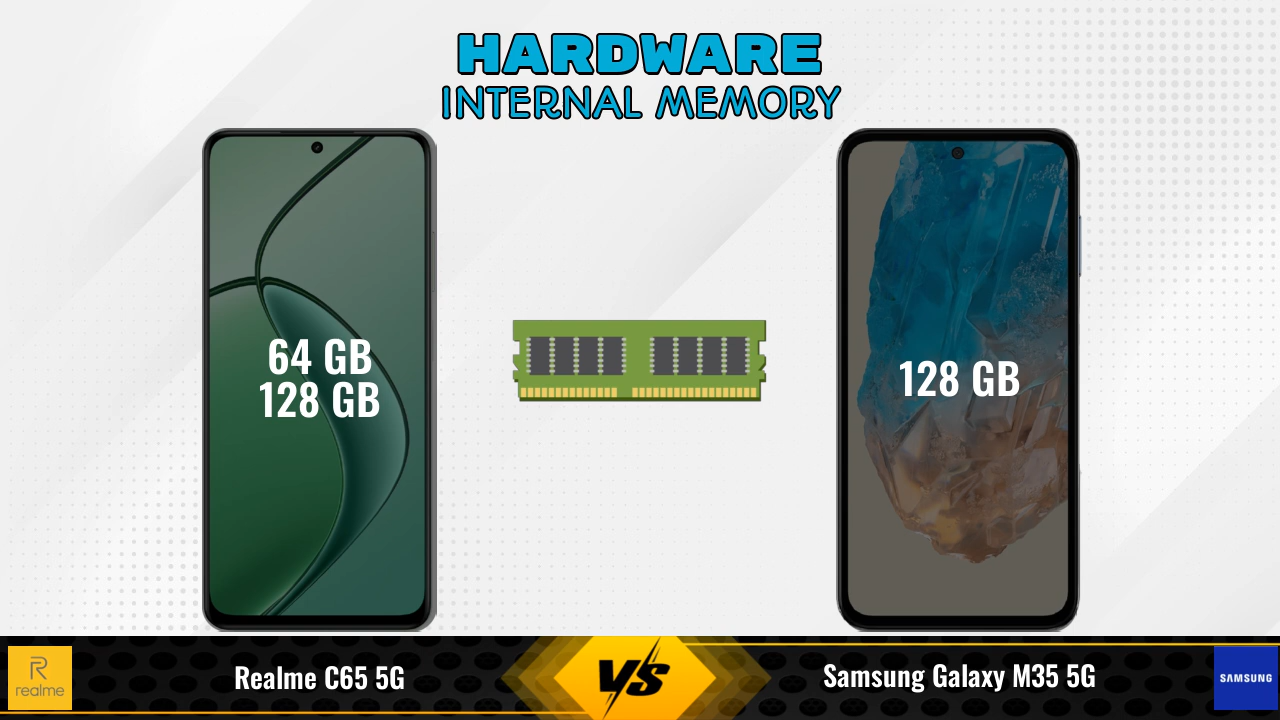 HARDWARE
INTERNAL MEMORY
64 GB
128 GB
128 GB
R
realme
Realme C65 5G
VS
Samsung Galaxy M35 5G
SAMSUNG